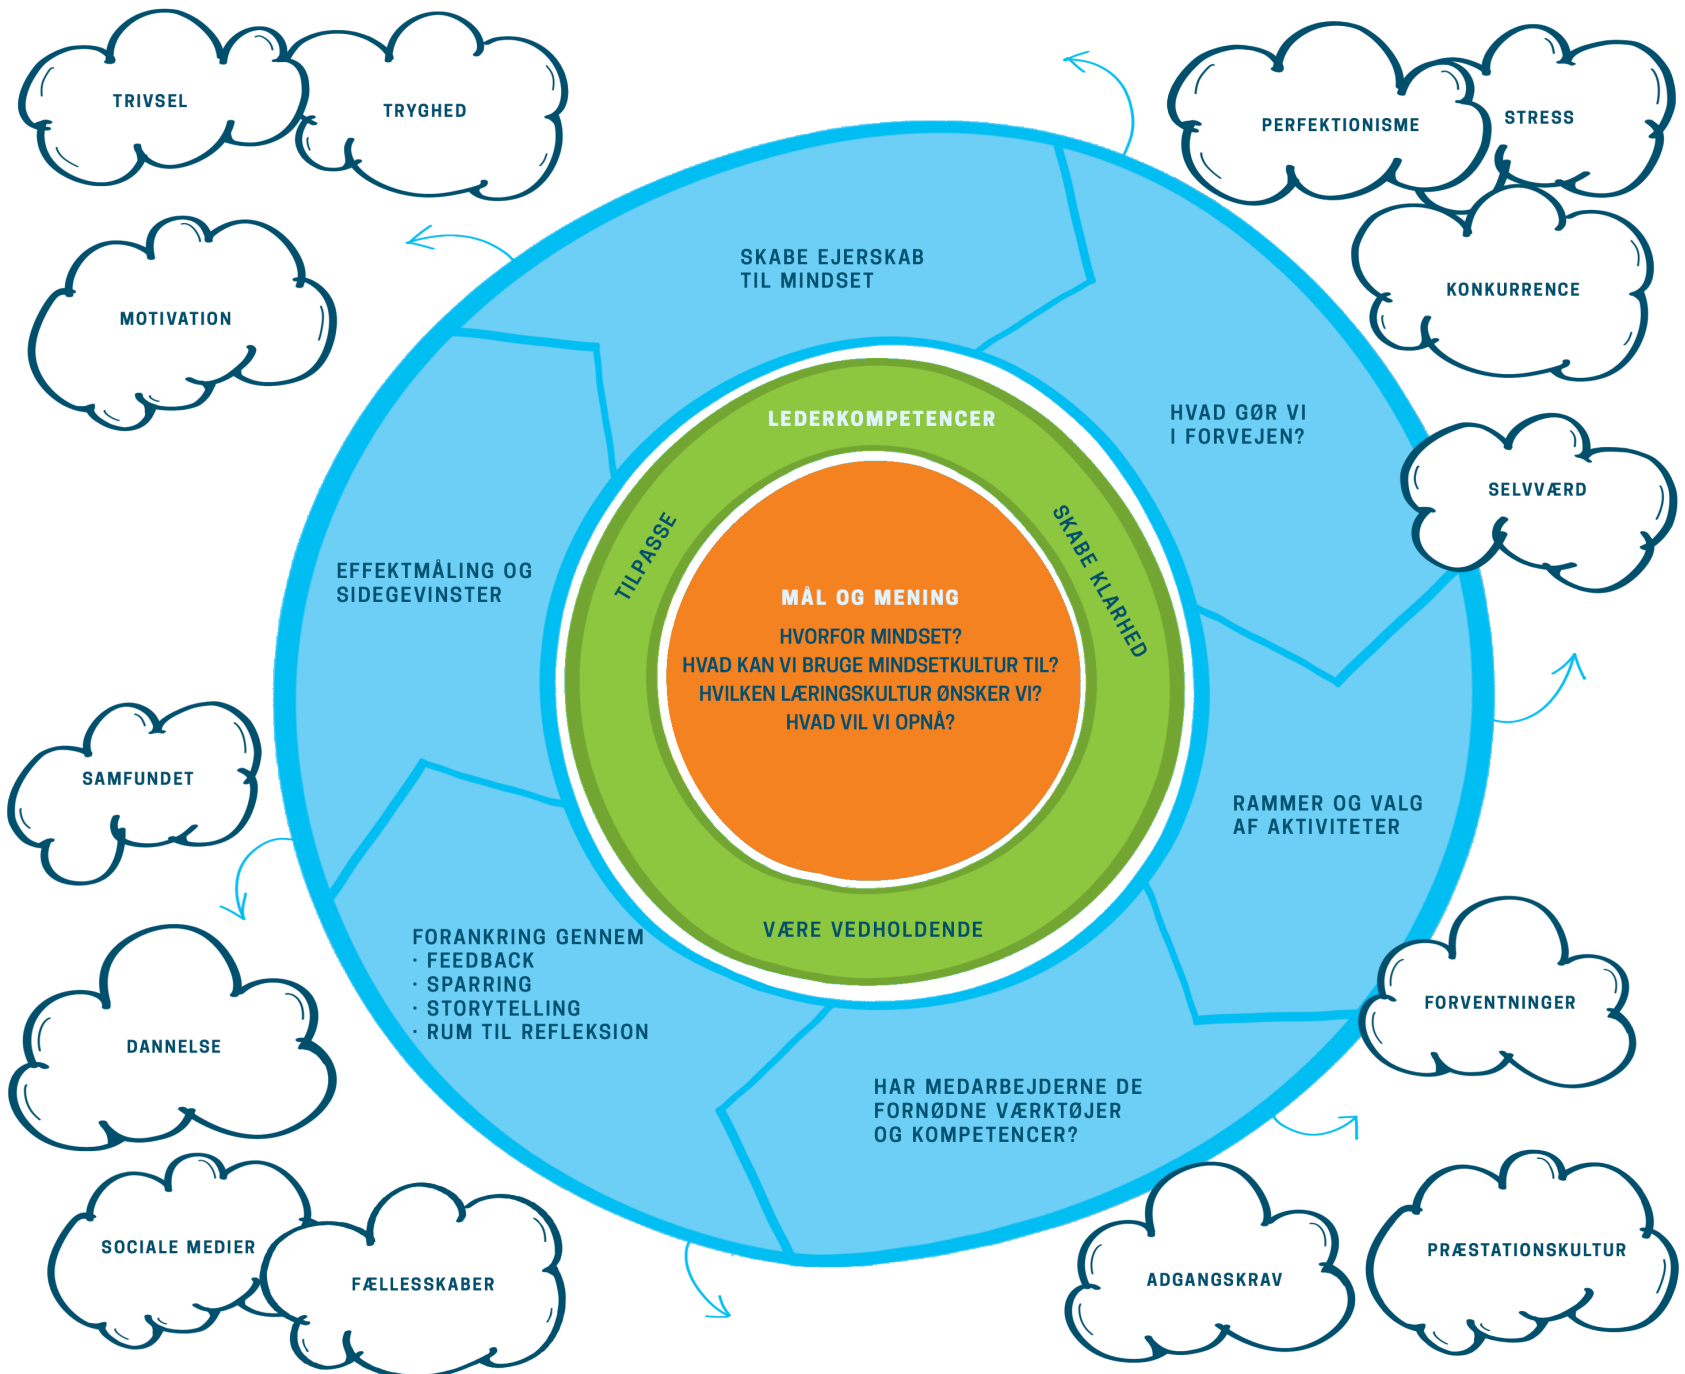 TRIVSEL
TRYGHED
MOTIVATION
PERFEKTIONISME
STRESS
KONKURRENCE
SELVVÆRD
SKABE EJERSKAB
TIL MINDSET
HVAD GØR VI
I FORVEJEN?
RAMMER OG VALG
AF AKTIVITETER
HAR MEDARBEJDERNE DE
FORNØDNE VÆRKTØJER
OG KOMPETENCER?
FORANKRING GENNEM
· FEEDBACK
· SPARRING
· STORYTELLING
· RUM TIL REFLEKSION
EFFEKTMÅLING OG
SIDEGEVINSTER
LEDERKOMPETENCER
SKABE KLARHED
VÆRE VEDHOLDENDE
TILPASSE
MÅL OG MENING
HVORFOR MINDSET?
HVAD KAN VI BRUGE MINDSETKULTUR TIL?
HVILKEN LÆRINGSKULTUR ØNSKER VI?
HVAD VIL VI OPNÅ?
SAMFUNDET
DANNELSE
SOCIALE MEDIER
FÆLLESSKABER
FORVENTNINGER
ADGANGSKRAV
PRÆSTATIONSKULTUR